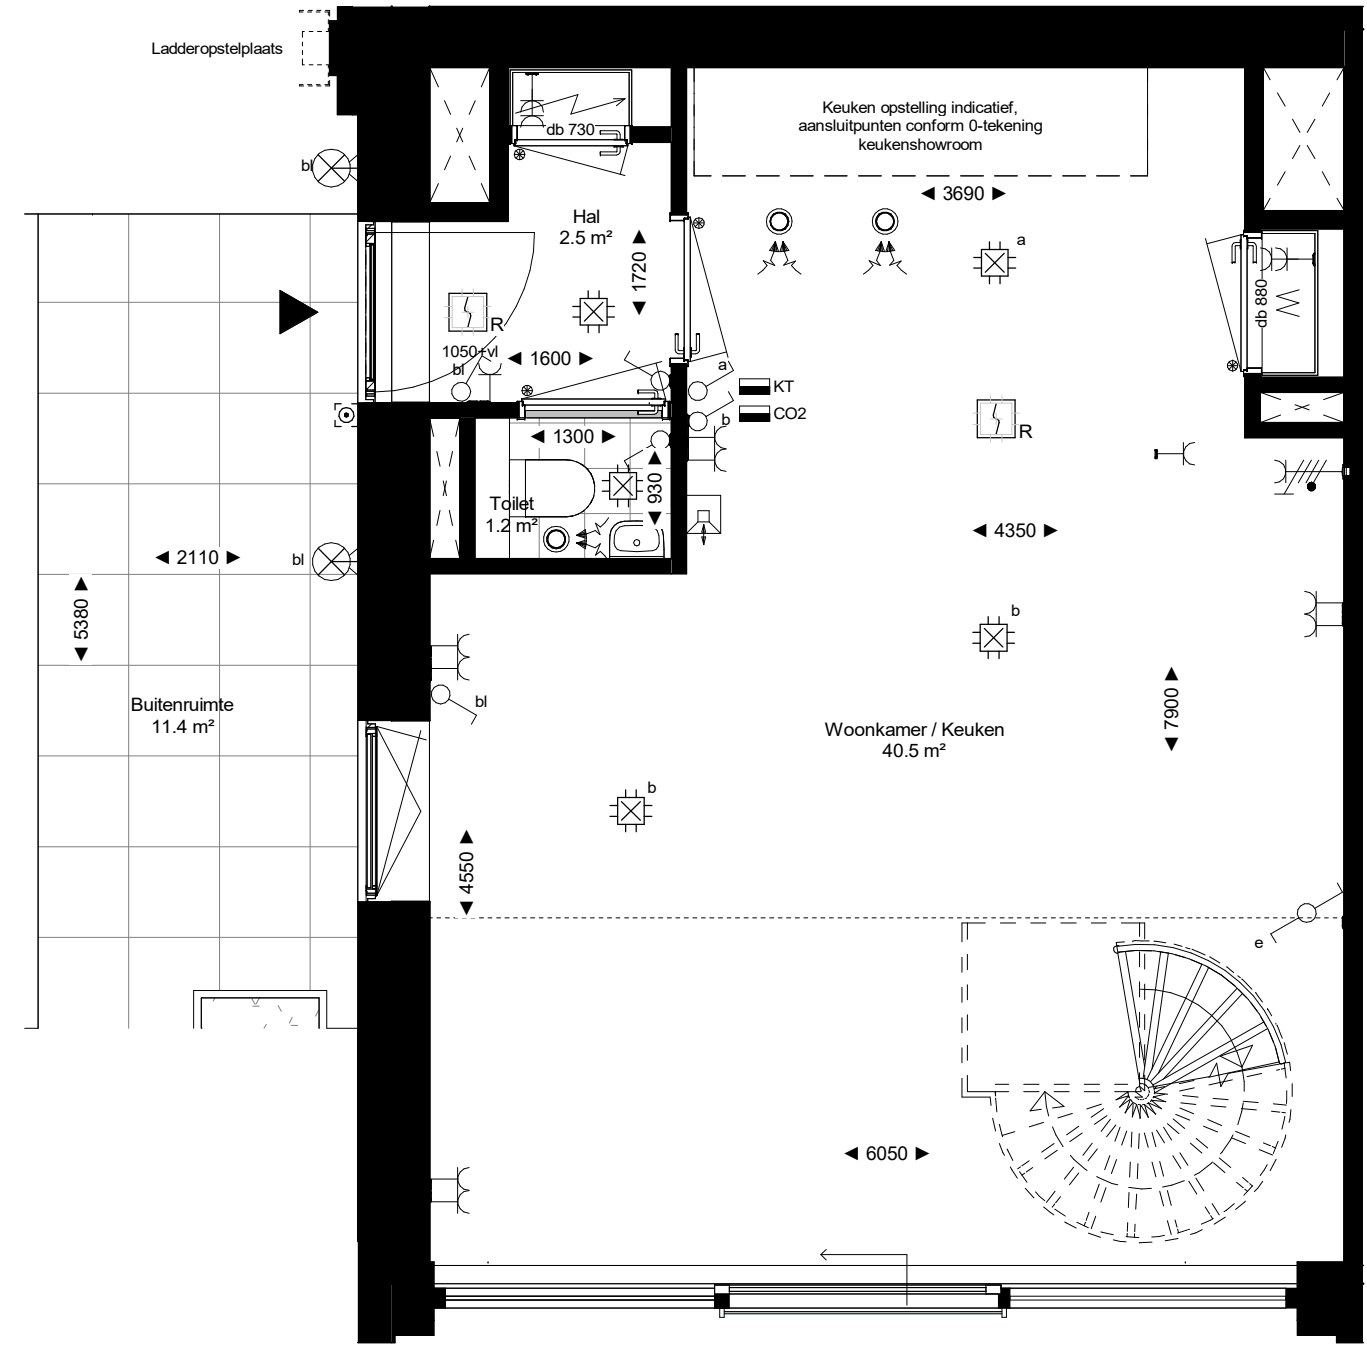 Ladderopstelplaats
db 730
Keuken opstelling indicatief,
aansluitpunten conform 0-tekening
keukenshowroom
bl
3690
Hal
2.5 m²
1720
a
db 880
R
1050+vl
bl
1600
a
KT
b
CO2
R
1300
930
Toilet
1.2 m²
4350
2110
bl
5380
b
Buitenruimte
11.4 m²
bl
7900
Woonkamer / Keuken
40.5 m²
b
4550
e
6050